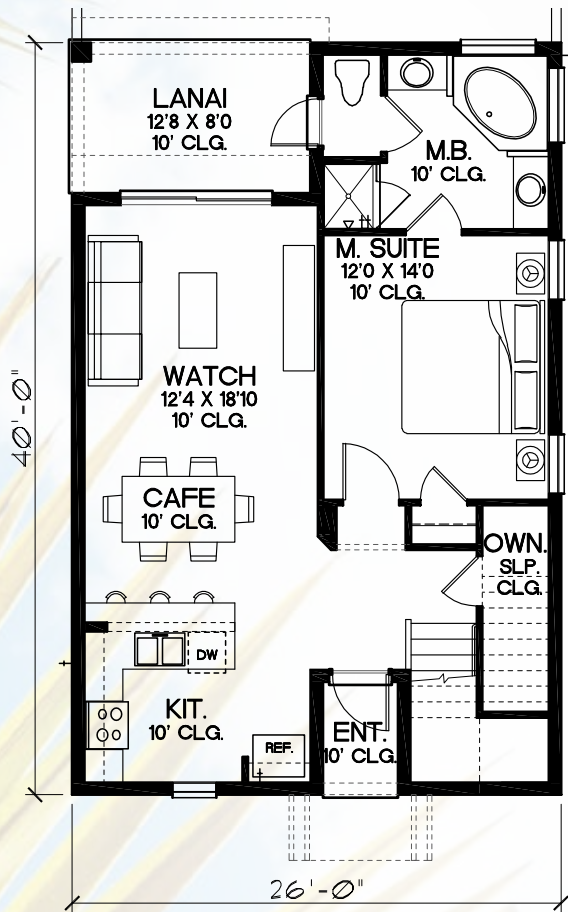 LANAI
12'8 X 8'0
10' CLG.
M.B.
10' CLG.
M. SUITE
12'0 X 14'0
10' CLG.
WATCH
12'4 X 18'10
10' CLG.
40'-0"
CAFE
10' CLG.
OWN.
SLP.
CLG.
DW
KIT.
10' CLG.
REF.
ENT.
10' CLG.
26'-0"